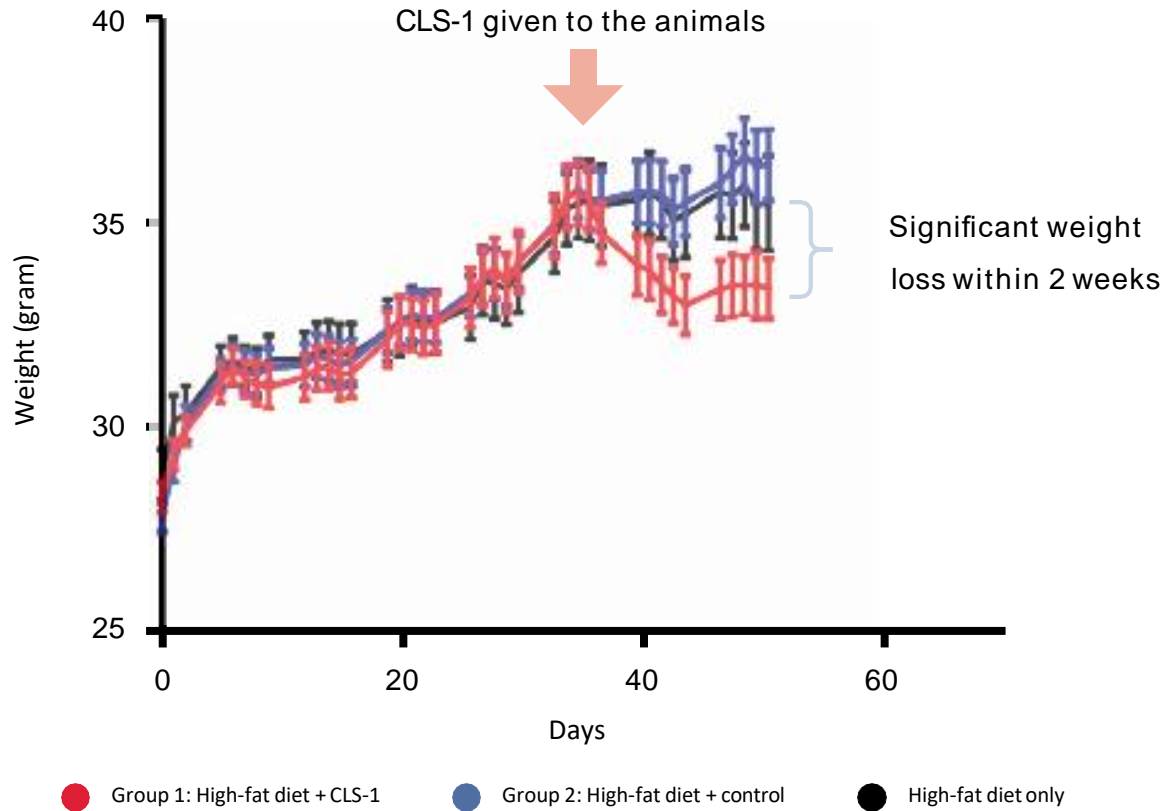 CLS-1 given to the animals
40
35
30
25
Weight (gram)
Significant weight
loss within 2 weeks
0 20 40 60
Days
Group 1: High-fat diet + CLS-1 Group 2: High-fat diet + control High-fat diet only